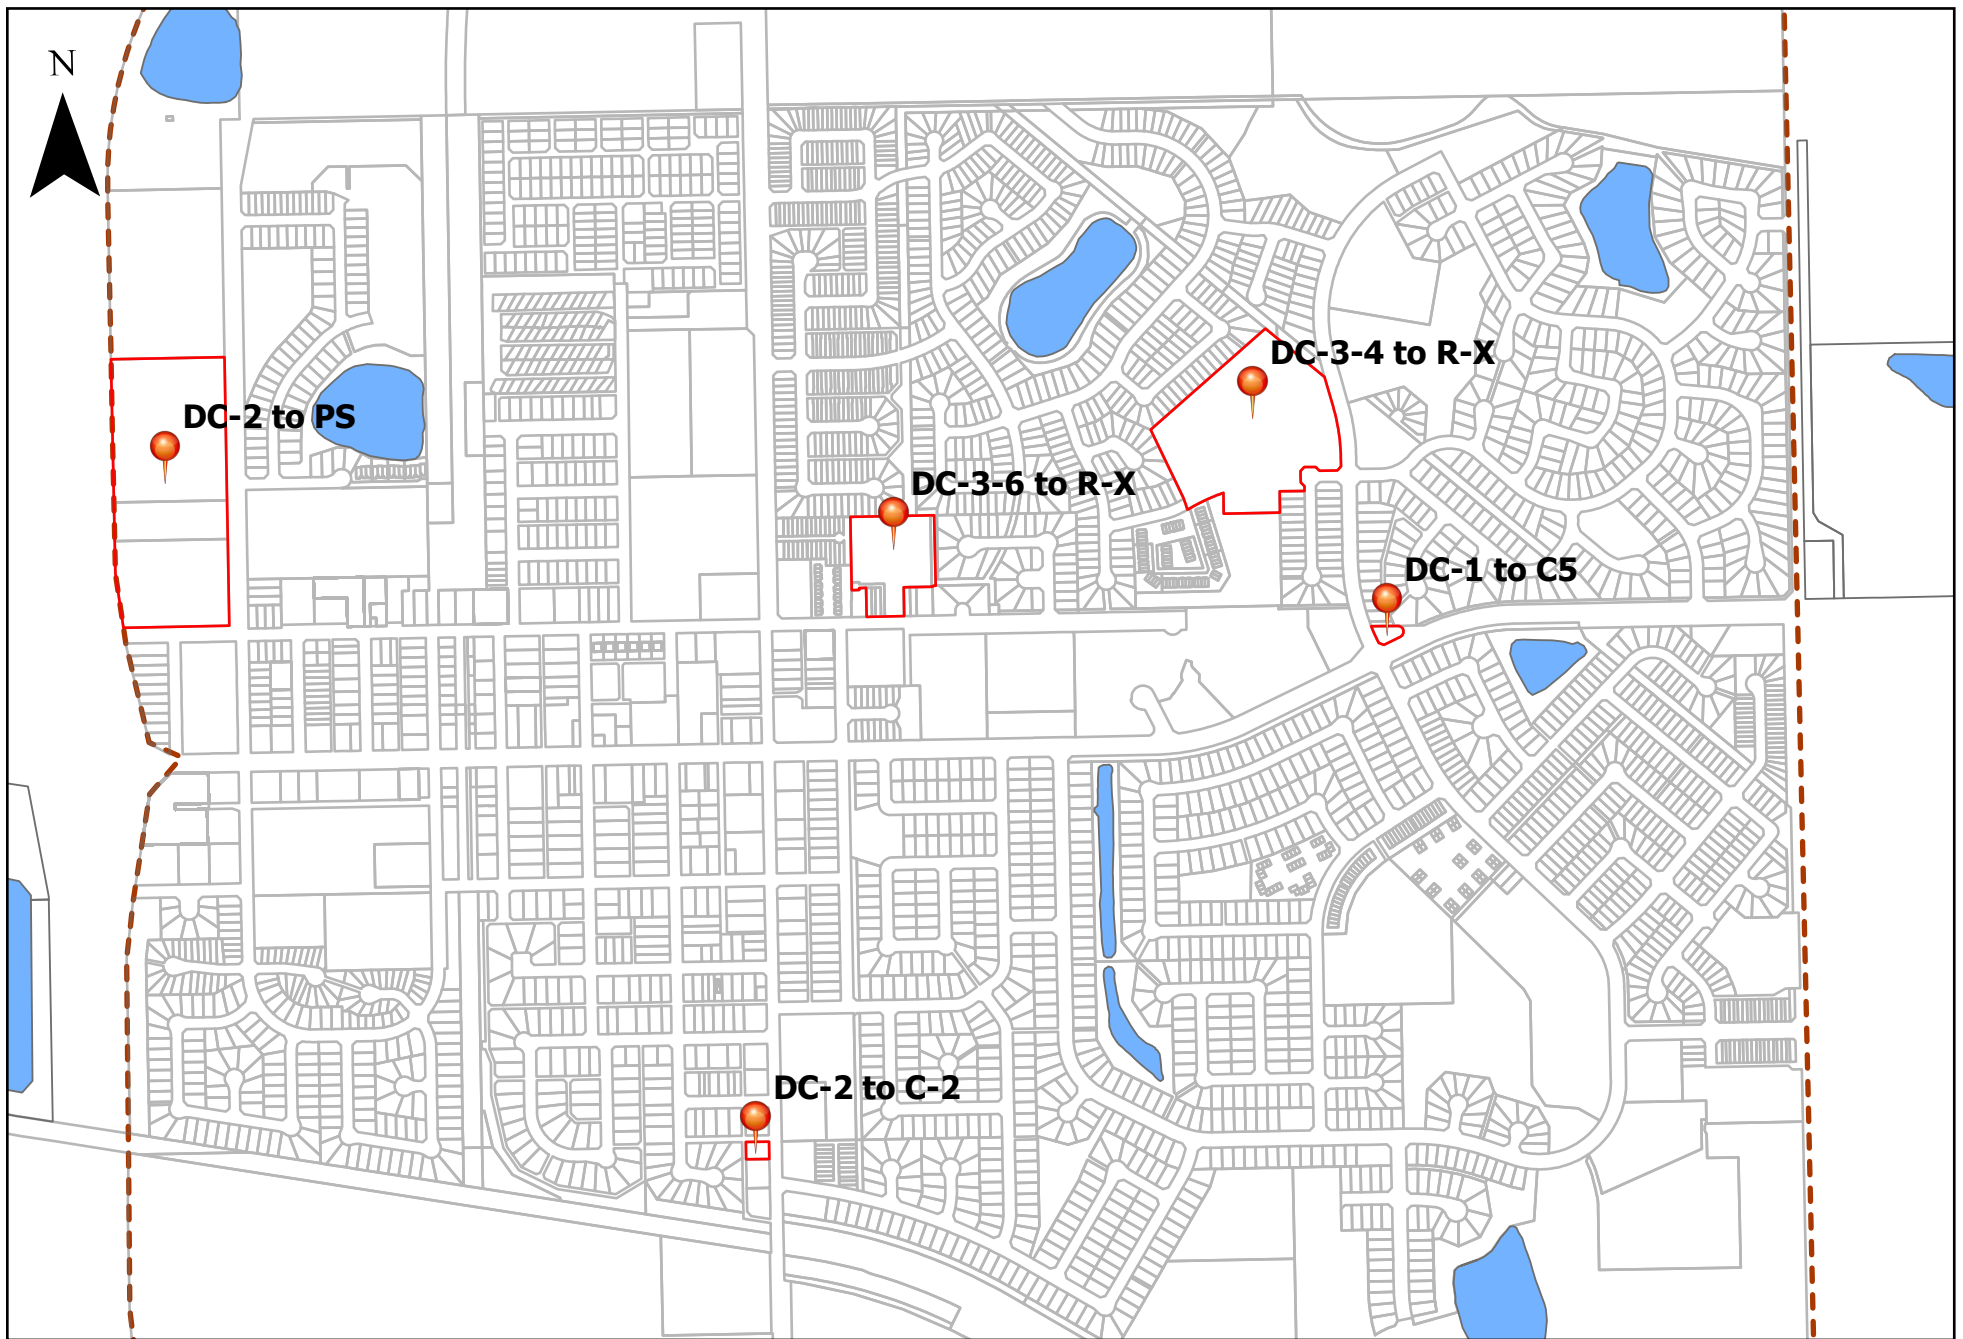 N
DC-3-4 to R-X
DC-2 to PS
DC-3-6 to R-X
DC-1 to C5
DC-2 to C-2